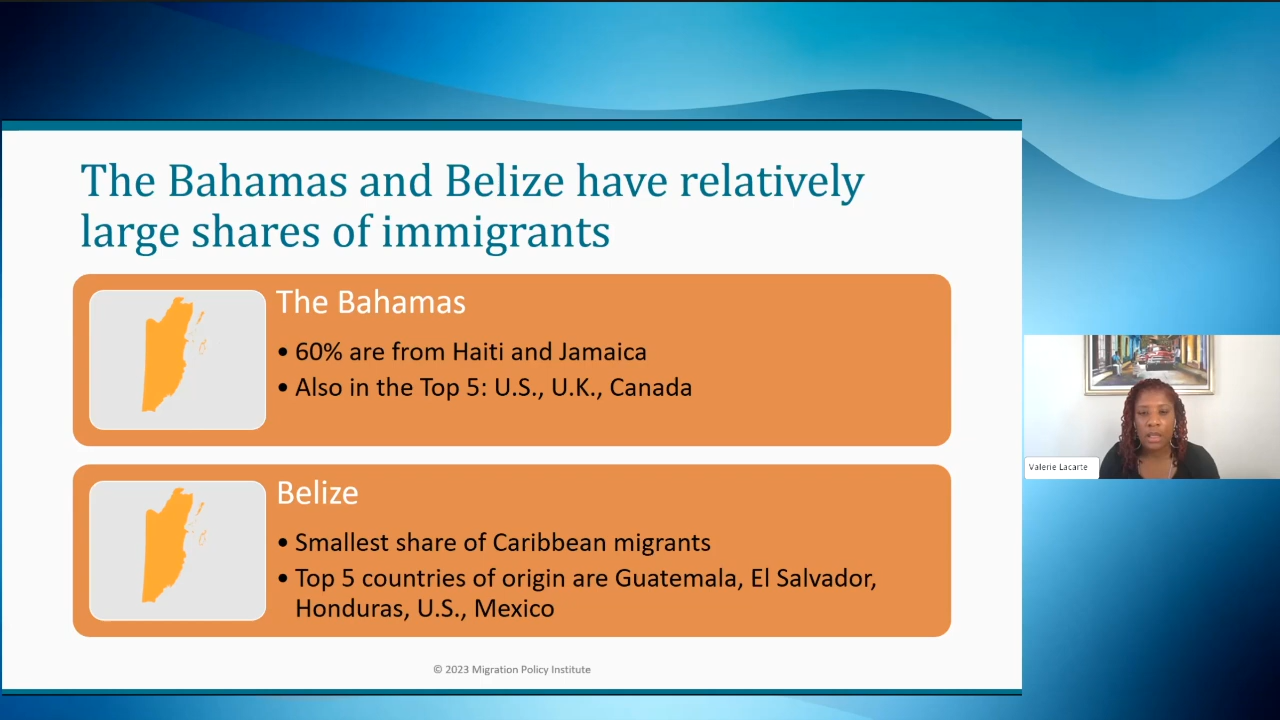 The Bahamas and Belize have relatively
large shares of immigrants
The Bahamas
• 60% are from Haiti and Jamaica
• Also in the Top 5: U.S., U.K., Canada
Belize
• Smallest share of Caribbean migrants
• Top 5 countries of origin are Guatemala, El Salvador,
Honduras, U.S., Mexico
© 2023 Migration Policy Institute
Valerie Lacarte